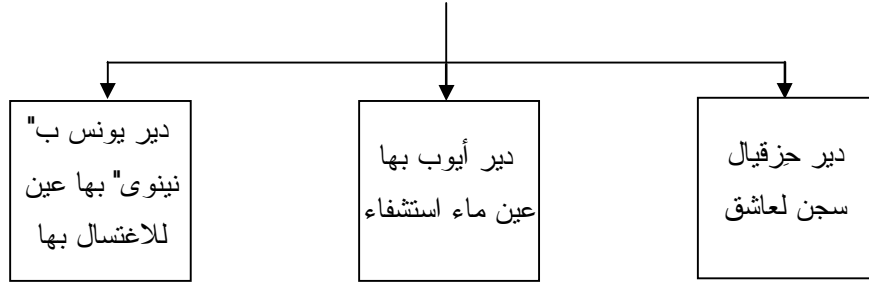 دير حِزقيال
سجن لعاشق
دير أيوب بها
عين ماء استشفاء
دير يونس ب"
نينوى" بها عين
للاغتسال بها